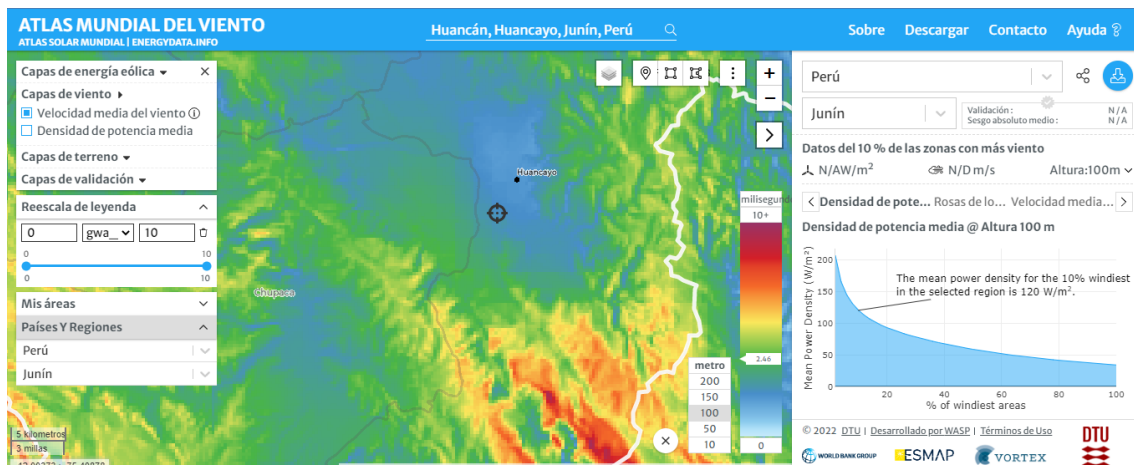 ATLAS MUNDIAL DEL VIENTO
ATLAS SOLAR MUNDIAL | ENERGYDATA.INFO
Huancán, Huancayo, Junín, Perú
Sobre Descargar Contacto Ayuda
Capas de energía eólica
Capas de viento
Velocidad media del viento
Densidad de potencia media
Capas de terreno
Capas de validación
Reescala de leyenda
0 gwa_ 10
0 10
0 10
Mis áreas
Países Y Regiones
Perú
Junín
5 kilometros
3 millas
Huancayo
Chupaca
milisegund
10+
2.46
0
metro
200
150
100
50
10
Perú
Junín
Validación : N/A
Sesgo absoluto medio : N/A
Datos del 10 % de las zonas con más viento
N/AW/m² N/D m/s Altura:100m
Densidad de pote... Rosas de lo... Velocidad media...
Densidad de potencia media @ Altura 100 m
Mean Power Density (W/m²)
200
150
100
50
0
The mean power density for the 10% windiest
in the selected region is 120 W/m².
20 40 60 80 100
% of windiest areas
© 2022 DTU | Desarrollado por WASP | Términos de Uso
WORLD BANK GROUP ESMAP VORTEX DTU